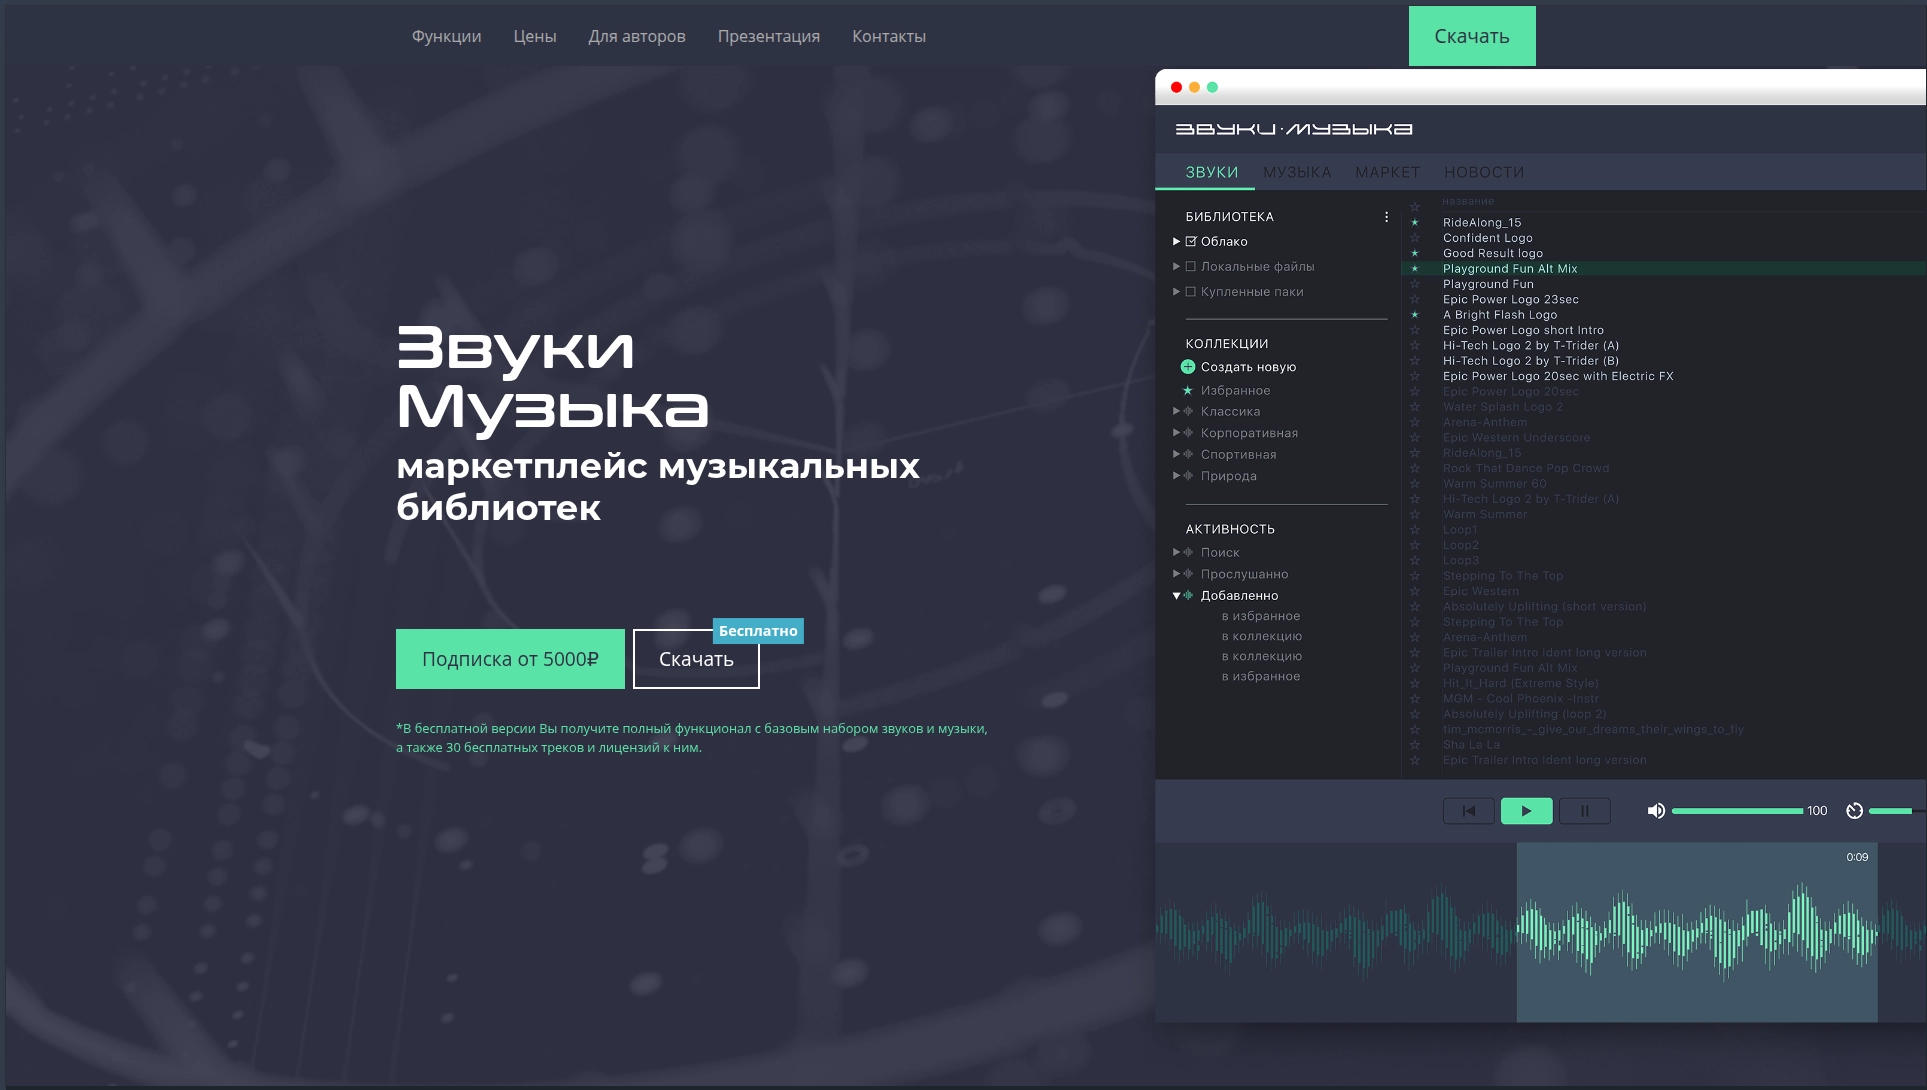 Функции
Цены
Для авторов
Презентация
Контакты
Скачать
Звуки
Музыка
маркетплейс музыкальных
библиотек
Подписка от 5000₽
Скачать
Бесплатно
*В бесплатной версии Вы получите полный функционал с базовым набором звуков и музыки,
а также 30 бесплатных треков и лицензий к ним.
ЗВУКИ·МУЗЫКА
ЗВУКИ
МУЗЫКА
МАРКЕТ
НОВОСТИ
БИБЛИОТЕКА
Облако
Локальные файлы
Купленные паки
КОЛЛЕКЦИИ
Создать новую
Избранное
Классика
Корпоративная
Спортивная
Природа
АКТИВНОСТЬ
Поиск
Прослушанно
Добавленно
в избранное
в коллекцию
в коллекцию
в избранное
название
RideAlong_15
Confident Logo
Good Result logo
Playground Fun Alt Mix
Playground Fun
Epic Power Logo 23sec
A Bright Flash Logo
Epic Power Logo short Intro
Hi-Tech Logo 2 by T-Trider (A)
Hi-Tech Logo 2 by T-Trider (B)
Epic Power Logo 20sec with Electric FX
Epic Power Logo 20sec
Water Splash Logo 2
Arena-Anthem
Epic Western Underscore
RideAlong_15
Rock That Dance Pop Crowd
Warm Summer 60
Hi-Tech Logo 2 by T-Trider (A)
Warm Summer
Loop1
Loop2
Loop3
Stepping To The Top
Epic Western
Absolutely Uplifting (short version)
Stepping To The Top
Arena-Anthem
Epic Trailer Intro Ident long version
Playground Fun Alt Mix
Hit_It_Hard (Extreme Style)
MGM - Cool Phoenix -Instr
Absolutely Uplifting (loop 2)
tim_mcmorris_-_give_our_dreams_their_wings_to_fly
Sha La La
Epic Trailer Intro Ident long version
100
0:09